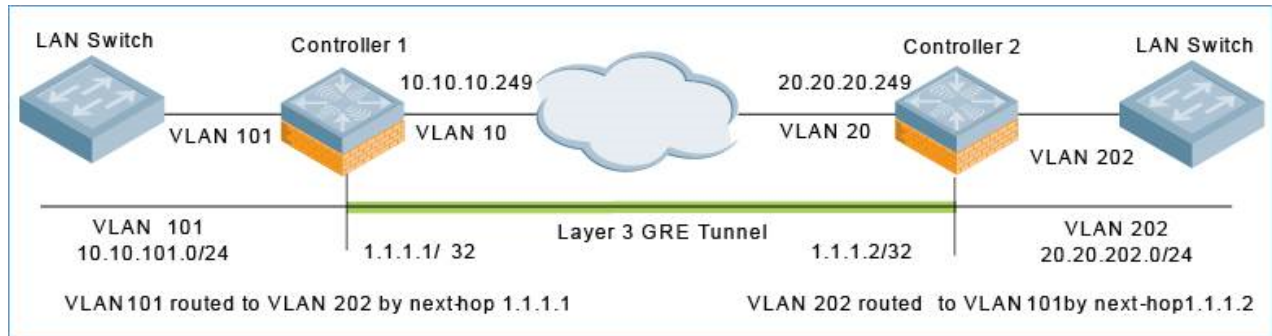 LAN Switch
Controller 1
Controller 2
LAN Switch
10.10.10.249
20.20.20.249
VLAN 101
VLAN 10
VLAN 20
VLAN 202
VLAN 101
10.10.101.0/24
1.1.1.1/ 32
Layer 3 GRE Tunnel
1.1.1.2/32
VLAN 202
20.20.202.0/24
VLAN101 routed to VLAN 202 by next-hop 1.1.1.1
VLAN 202 routed to VLAN101by next-hop1.1.1.2